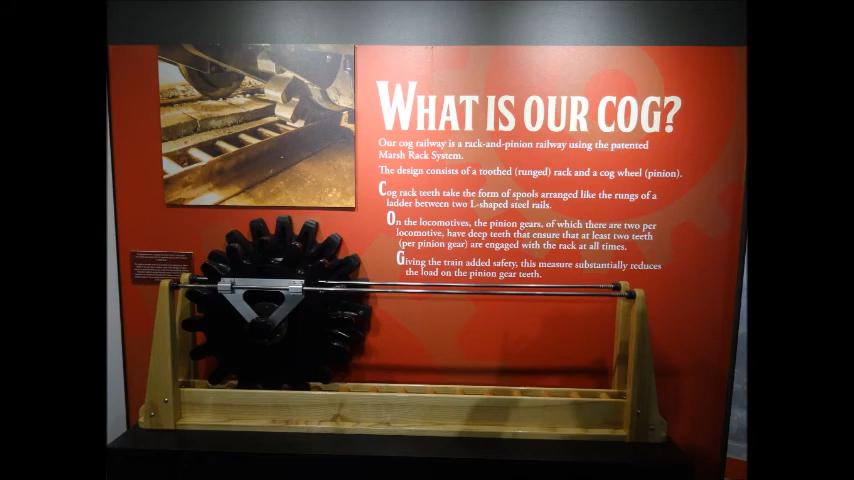 WHAT IS OUR COG?
Our cog railway is a rack-and-pinion railway using the patented
Marsh Rack System.
The design consists of a toothed (runged) rack and a cog wheel (pinion).
Cog rack teeth take the form of spools arranged like the rungs of a
ladder between two L-shaped steel rails.
On the locomotives, the pinion gears, of which there are two per
locomotive, have deep teeth that ensure that at least two teeth
(per pinion gear) are engaged with the rack at all times.
Giving the train added safety, this measure substantially reduces
the load on the pinion gear teeth.